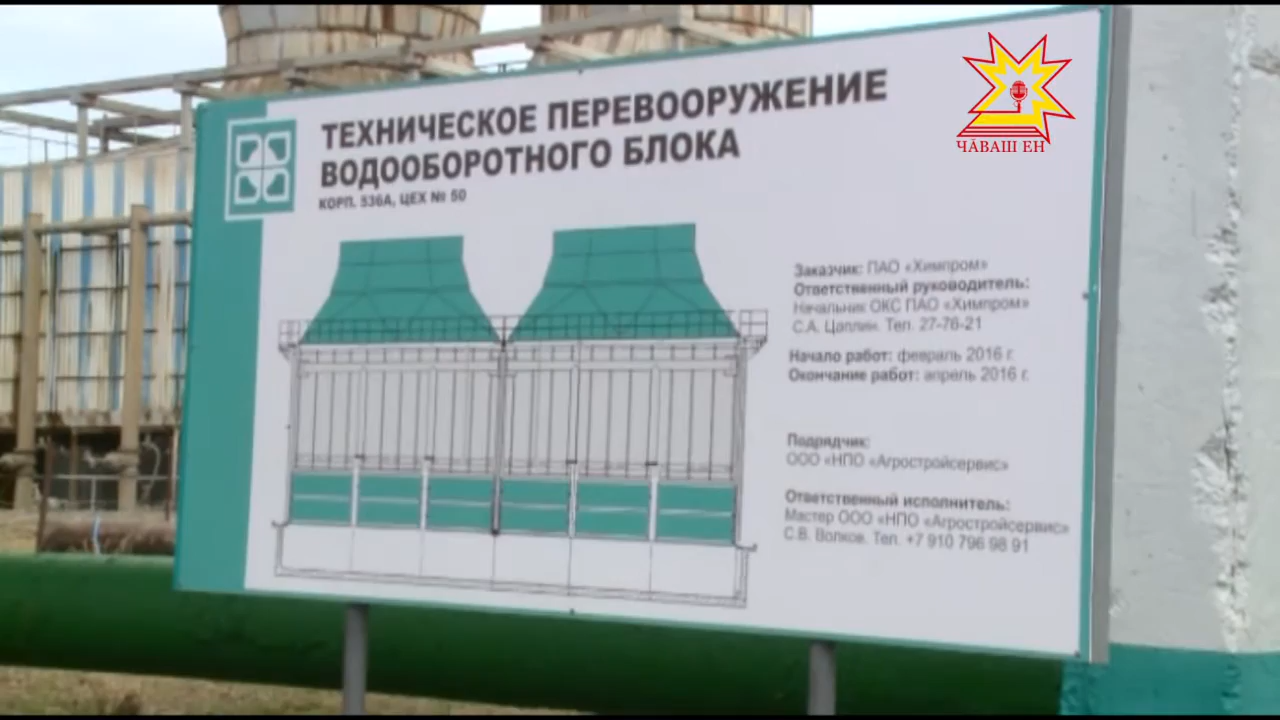 ТЕХНИЧЕСКОЕ ПЕРЕВООРУЖЕНИЕ
ВОДООБОРОТНОГО БЛОКА
КОРП. 536А, ЦЕХ № 50
Заказчик: ПАО «Химпром»
Ответственный руководитель:
Начальник ОКС ПАО «Химпром»
С.А. Цаплин. Тел. 27-76-21
Начало работ: февраль 2016 г.
Окончание работ: апрель 2016 г.
Подрядчик:
ООО «НПО «Агростройсервис»
Ответственный исполнитель:
Мастер ООО «НПО «Агростройсервис»
С.В. Волков. Тел. +7 910 796 98 91
ЧӐВАШ ЕН